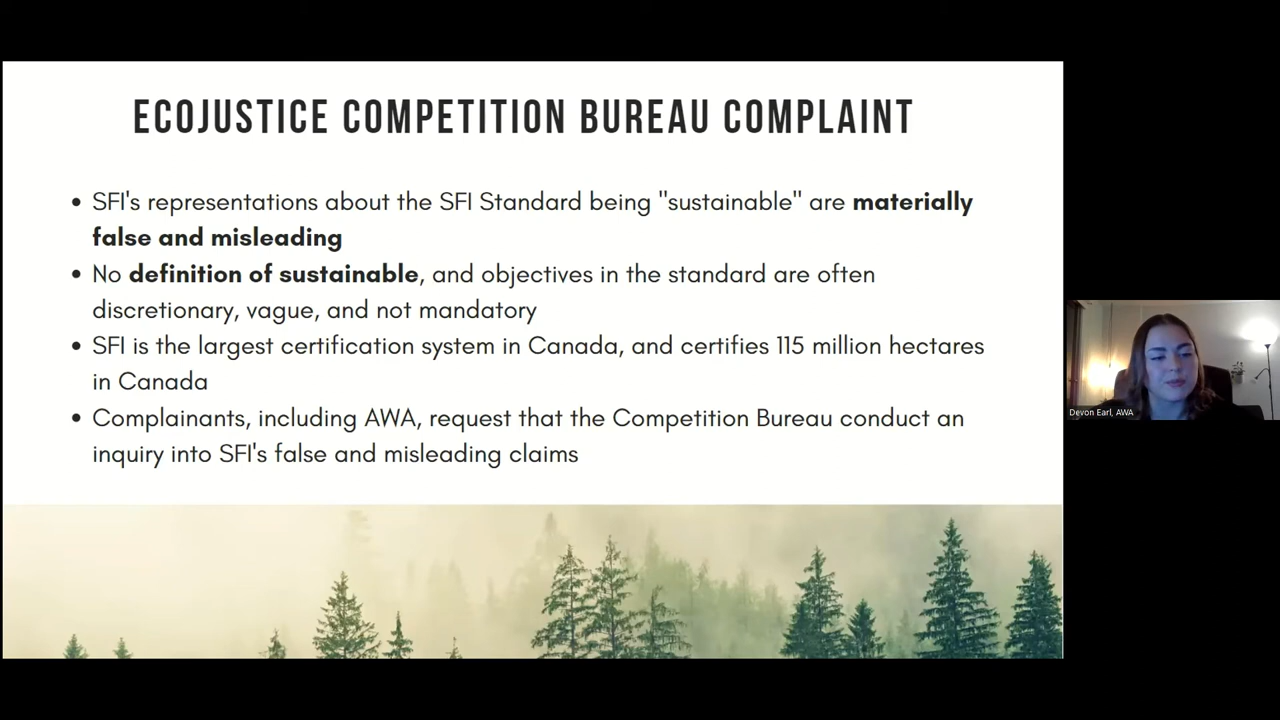 ECOJUSTICE COMPETITION BUREAU COMPLAINT
• SFI's representations about the SFI Standard being "sustainable" are materially
false and misleading
• No definition of sustainable, and objectives in the standard are often
discretionary, vague, and not mandatory
• SFI is the largest certification system in Canada, and certifies 115 million hectares
in Canada
• Complainants, including AWA, request that the Competition Bureau conduct an
inquiry into SFI's false and misleading claims
Devon Earl, AWA